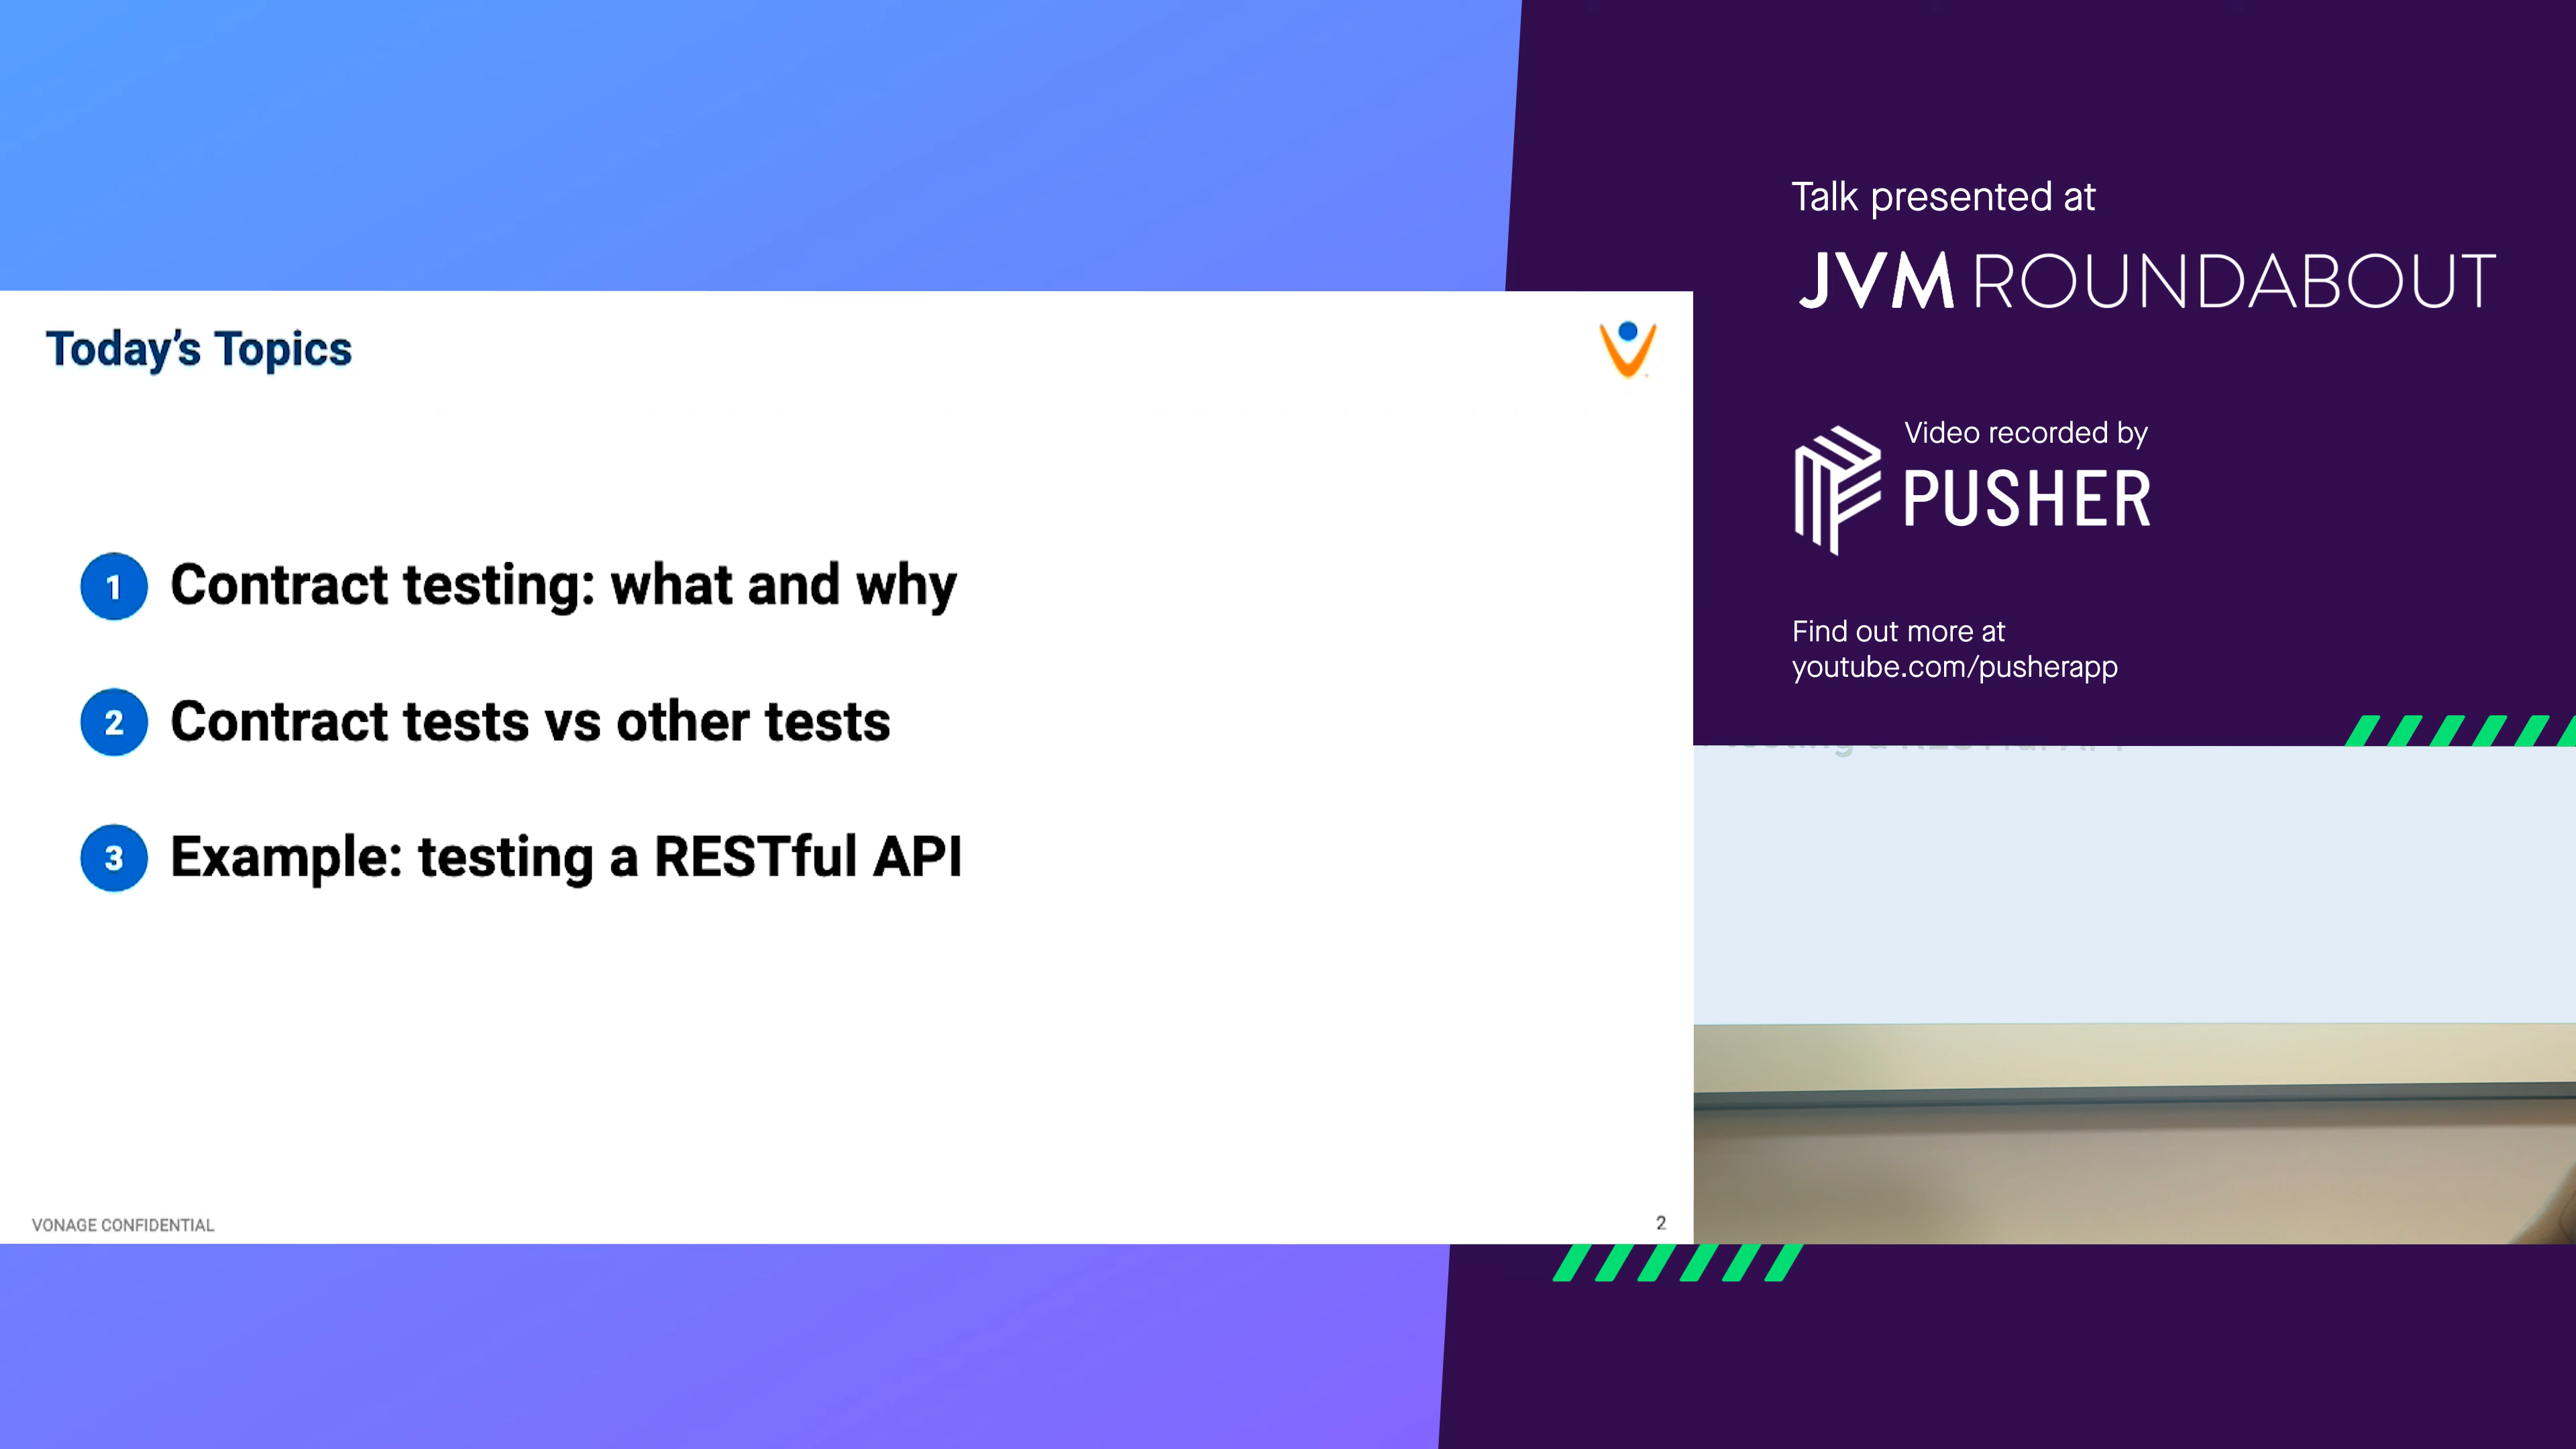 Today's Topics
1 Contract testing: what and why
2 Contract tests vs other tests
3 Example: testing a RESTful API
VONAGE CONFIDENTIAL
2
Talk presented at
JVM ROUNDABOUT
Video recorded by
PUSHER
Find out more at
youtube.com/pusherapp